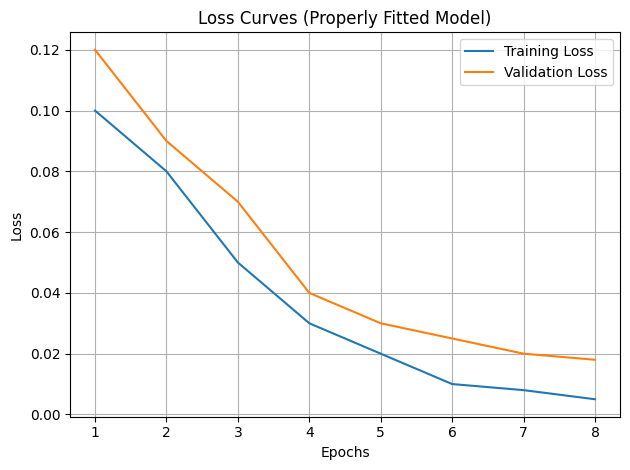 Loss Curves (Properly Fitted Model)
Training Loss
Validation Loss
0.12
0.10
0.08
0.06
0.04
0.02
0.00
Loss
1 2 3 4 5 6 7 8
Epochs